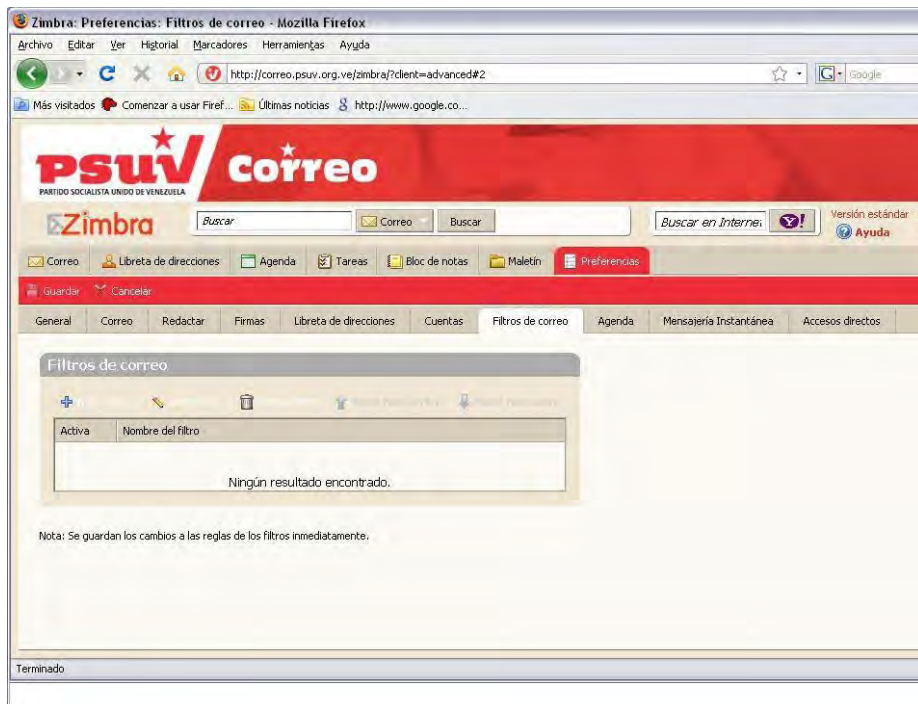 Zimbra: Preferencias: Filtros de correo - Mozilla Firefox
Archivo Editar Ver Historial Marcadores Herramientas Ayuda
http://correo.psuv.org.ve/zimbra/?client=advanced#2 G Google
Más visitados Comenzar a usar Firef... Últimas noticias http://www.google.co...
PSUV Correo
PARTIDO SOCIALISTA UNIDO DE VENEZUELA
Zimbra Buscar Correo Buscar Buscar en Internet Y! Versión estándar
Ayuda
Correo Libreta de direcciones Agenda Tareas Bloc de notas Maletín Preferencias
Guardar Cancelar
General Correo Redactar Firmas Libreta de direcciones Cuentas Filtros de correo Agenda Mensajería Instantánea Accesos directos
Filtros de correo
Activa Nombre del filtro
Ningún resultado encontrado.
Nota: Se guardan los cambios a las reglas de los filtros inmediatamente.
Terminado